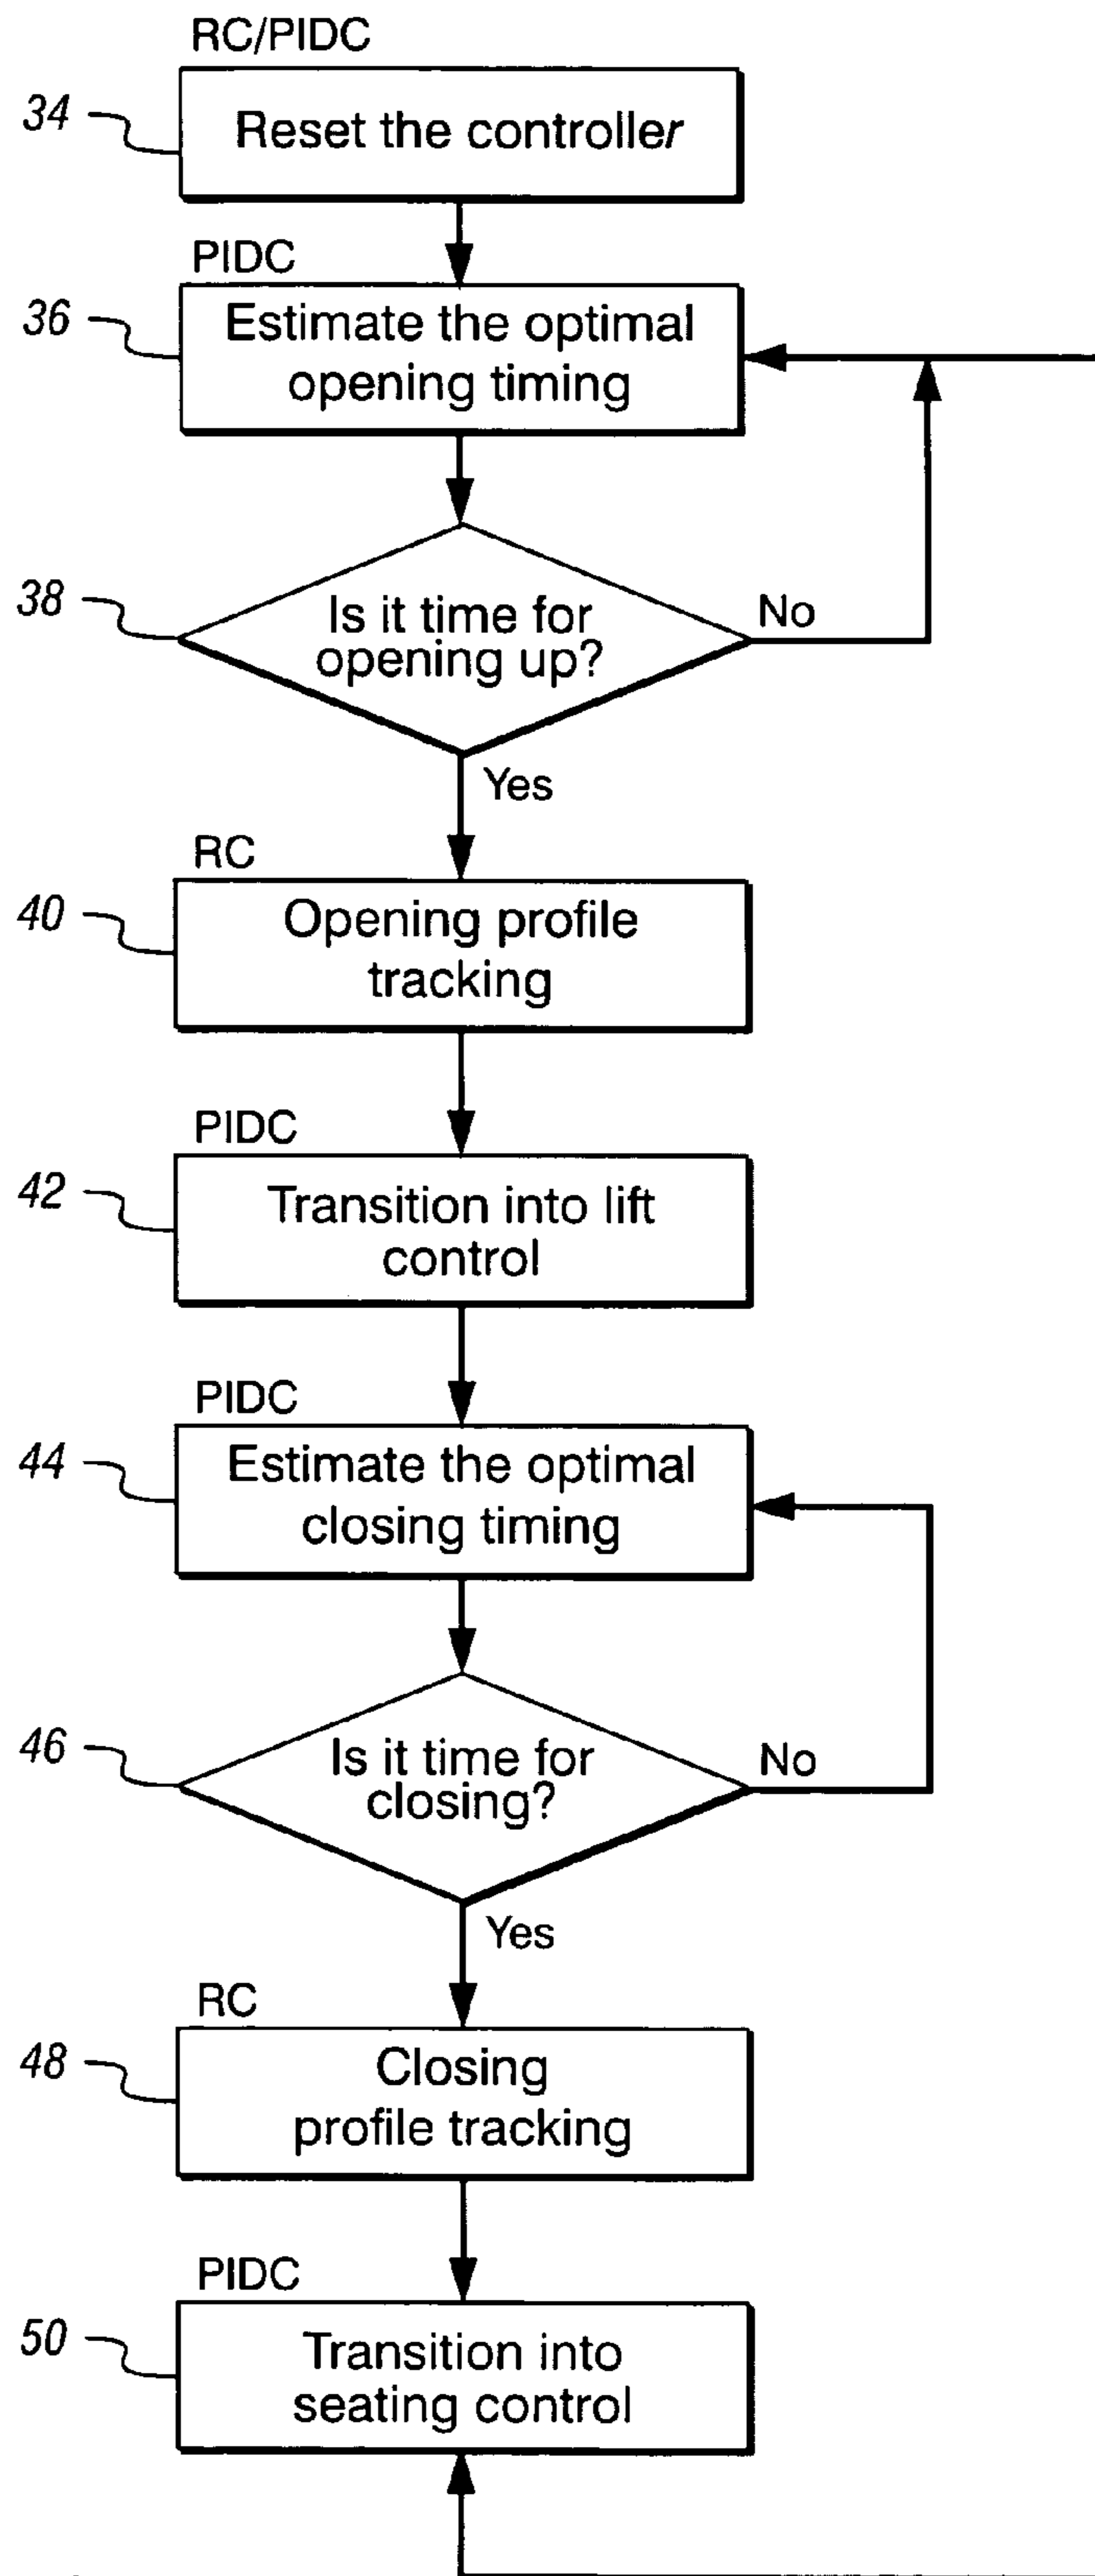 RC/PIDC
34
Reset the controller
PIDC
36
Estimate the optimal
opening timing
38
Is it time for
opening up?
No
Yes
RC
40
Opening profile
tracking
PIDC
42
Transition into lift
control
PIDC
44
Estimate the optimal
closing timing
46
Is it time for
closing?
No
Yes
RC
48
Closing
profile tracking
PIDC
50
Transition into
seating control